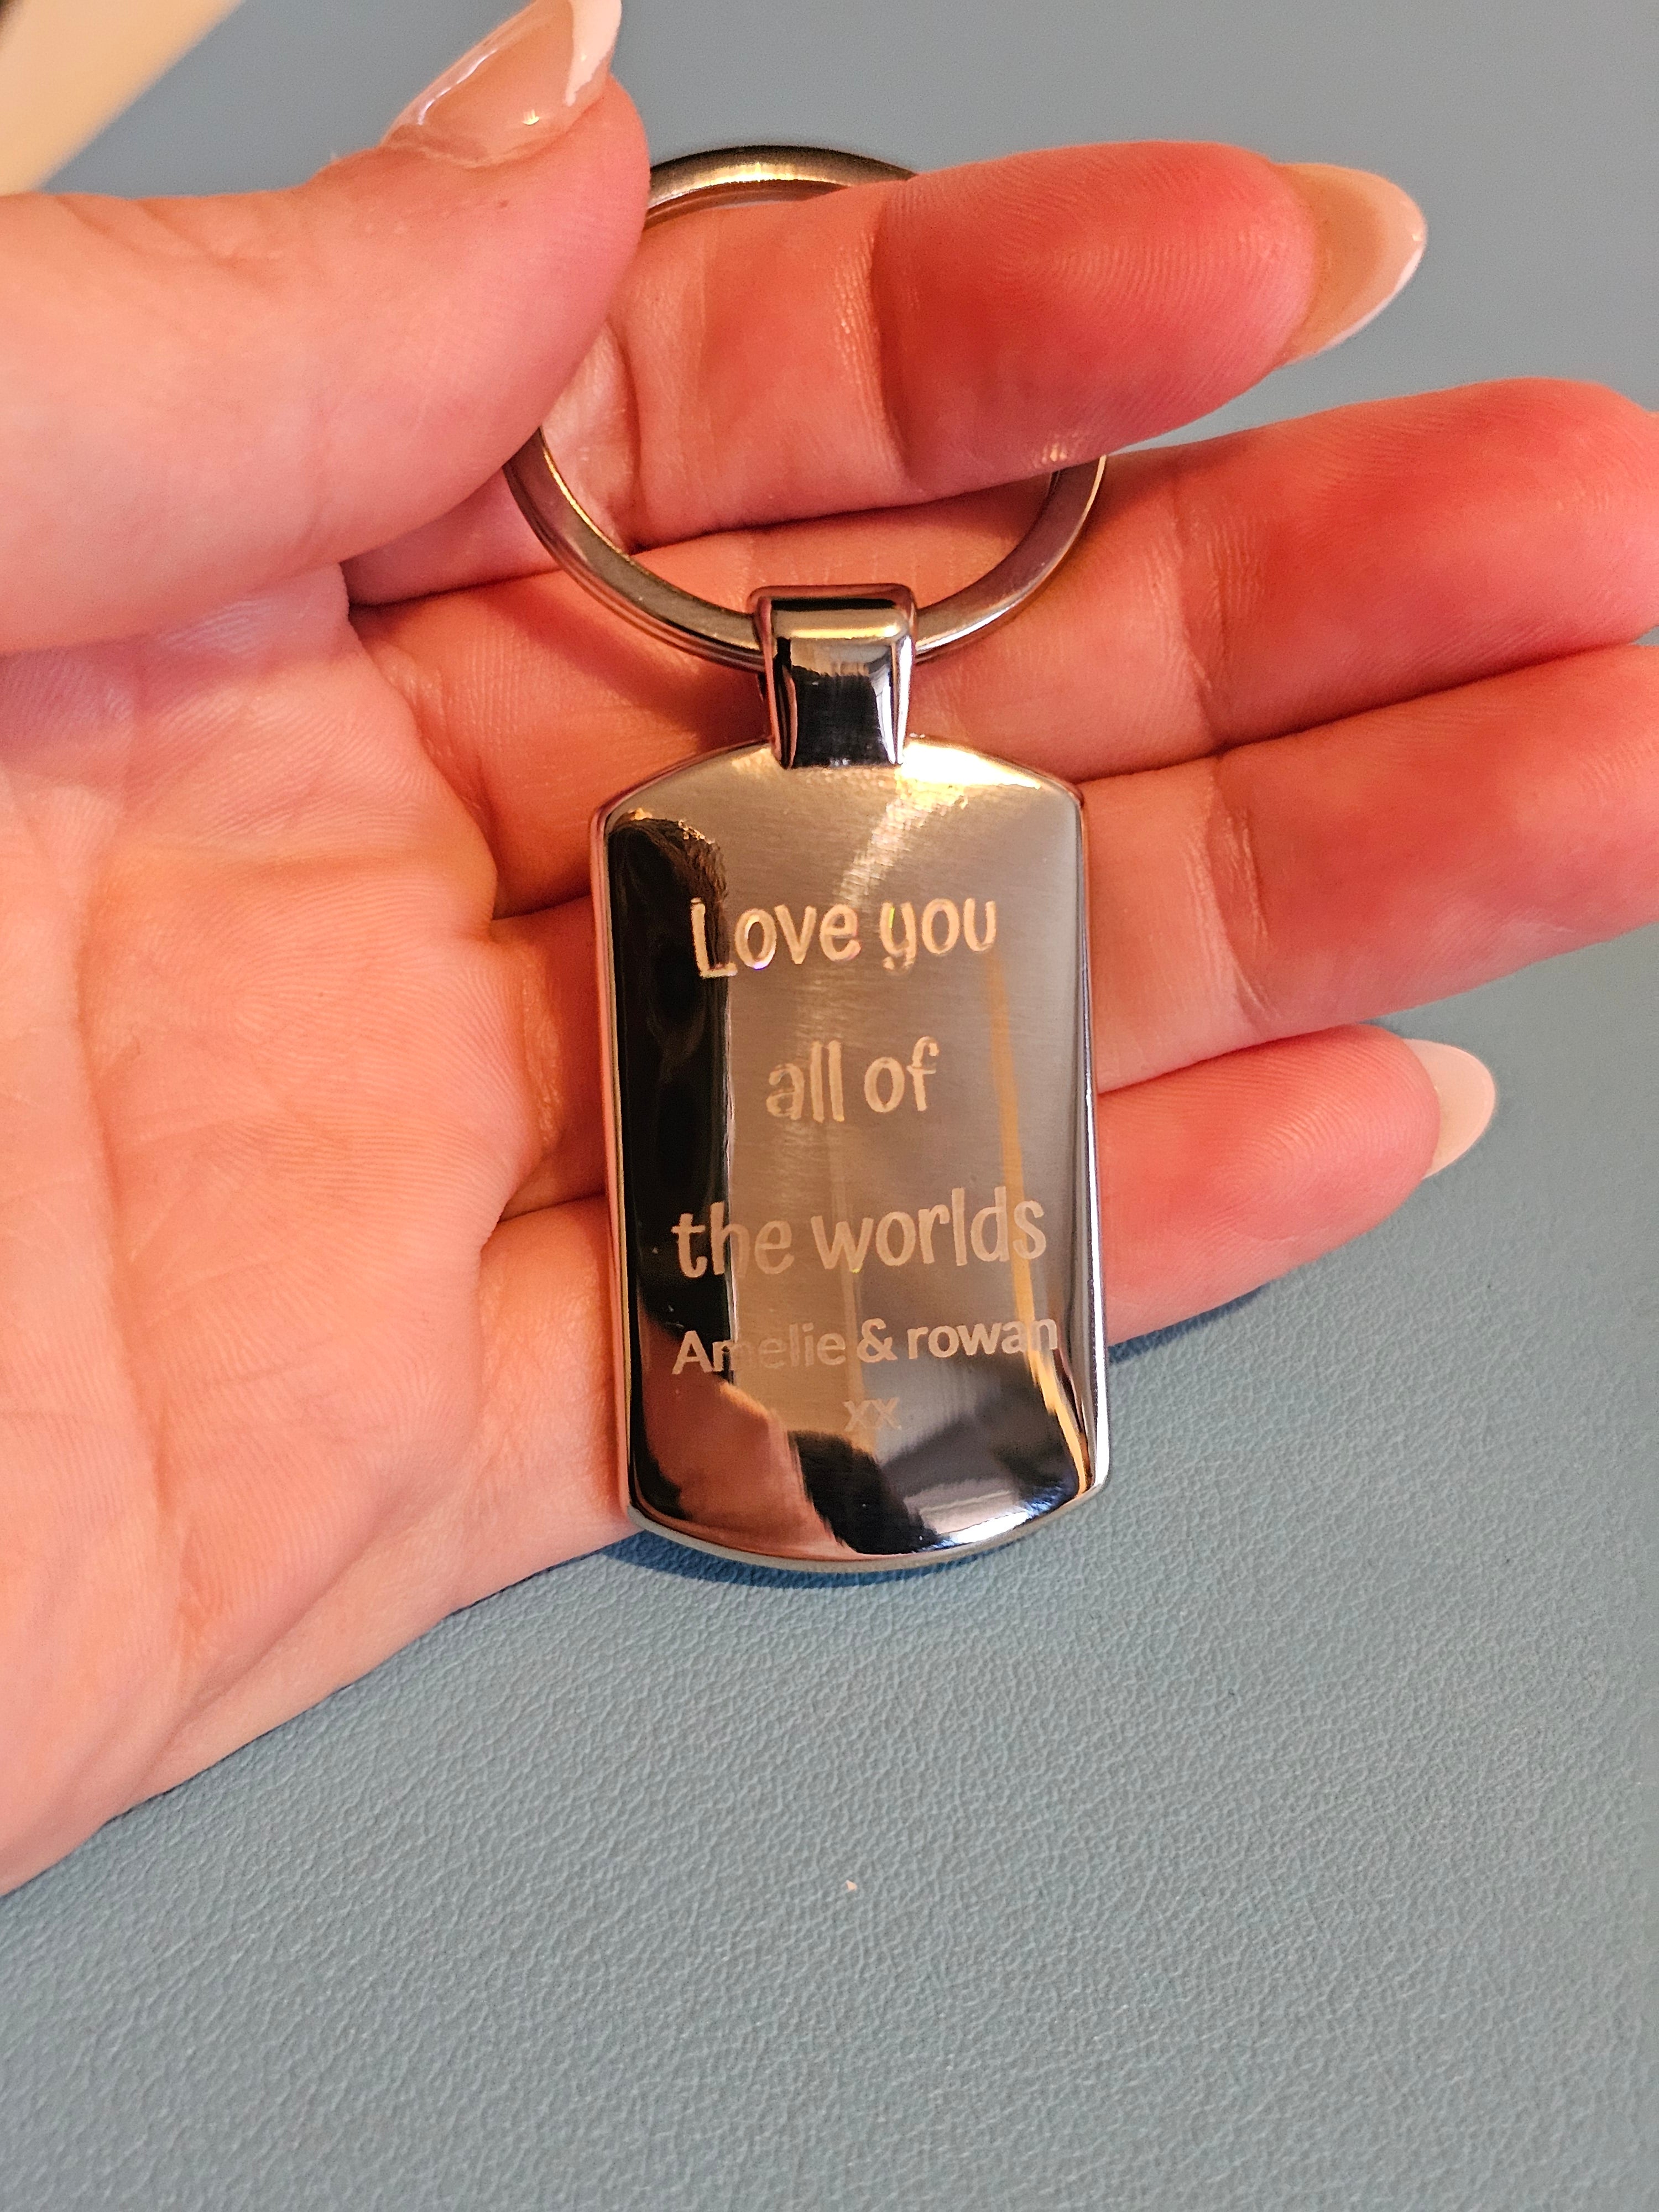 Love you
all of
the worlds
Amelie & rowan
xx